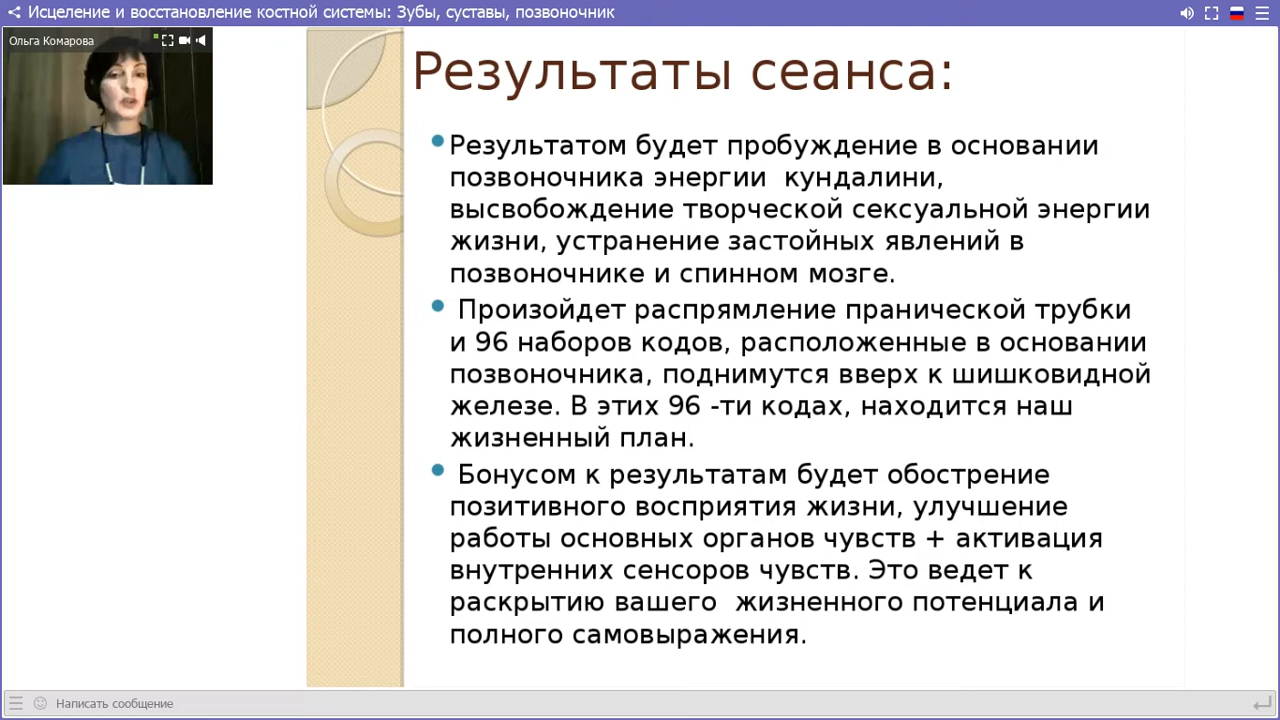 Исцеление и восстановление костной системы: Зубы, суставы, позвоночник
Ольга Комарова
Результаты сеанса:
Результатом будет пробуждение в основании
позвоночника энергии  кундалини,
высвобождение творческой сексуальной энергии
жизни, устранение застойных явлений в
позвоночнике и спинном мозге.
Произойдет распрямление пранической трубки
и 96 наборов кодов, расположенные в основании
позвоночника, поднимутся вверх к шишковидной
железе. В этих 96 -ти кодах, находится наш
жизненный план.
Бонусом к результатам будет обострение
позитивного восприятия жизни, улучшение
работы основных органов чувств + активация
внутренних сенсоров чувств. Это ведет к
раскрытию вашего  жизненного потенциала и
полного самовыражения.
Написать сообщение